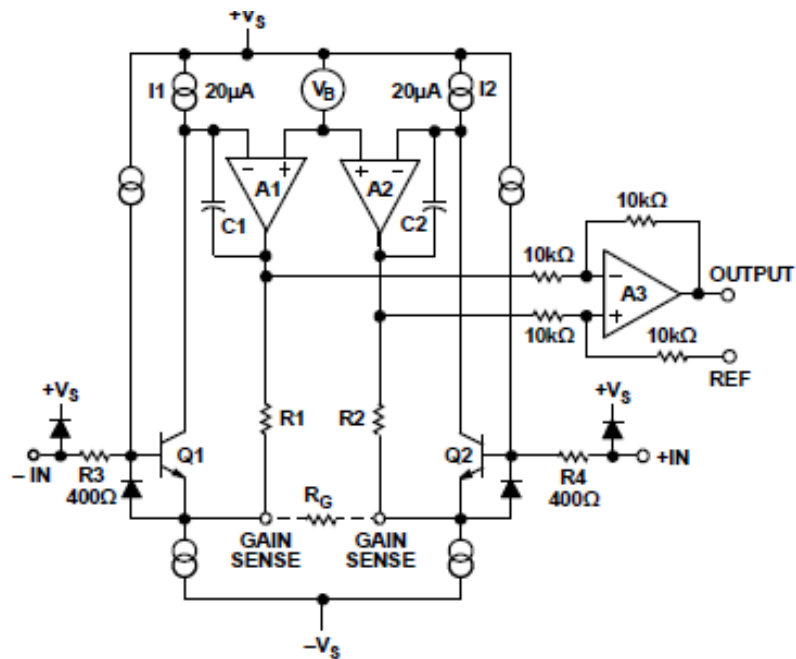 +VS
I1 20µA VB 20µA I2
− + + −
A1 A2
C1 C2
10kΩ
10kΩ
− OUTPUT
A3
+
10kΩ 10kΩ
REF
+VS R1 R2 +VS
− IN Q1 Q2 +IN
R3 R4
400Ω RG 400Ω
GAIN GAIN
SENSE SENSE
−VS